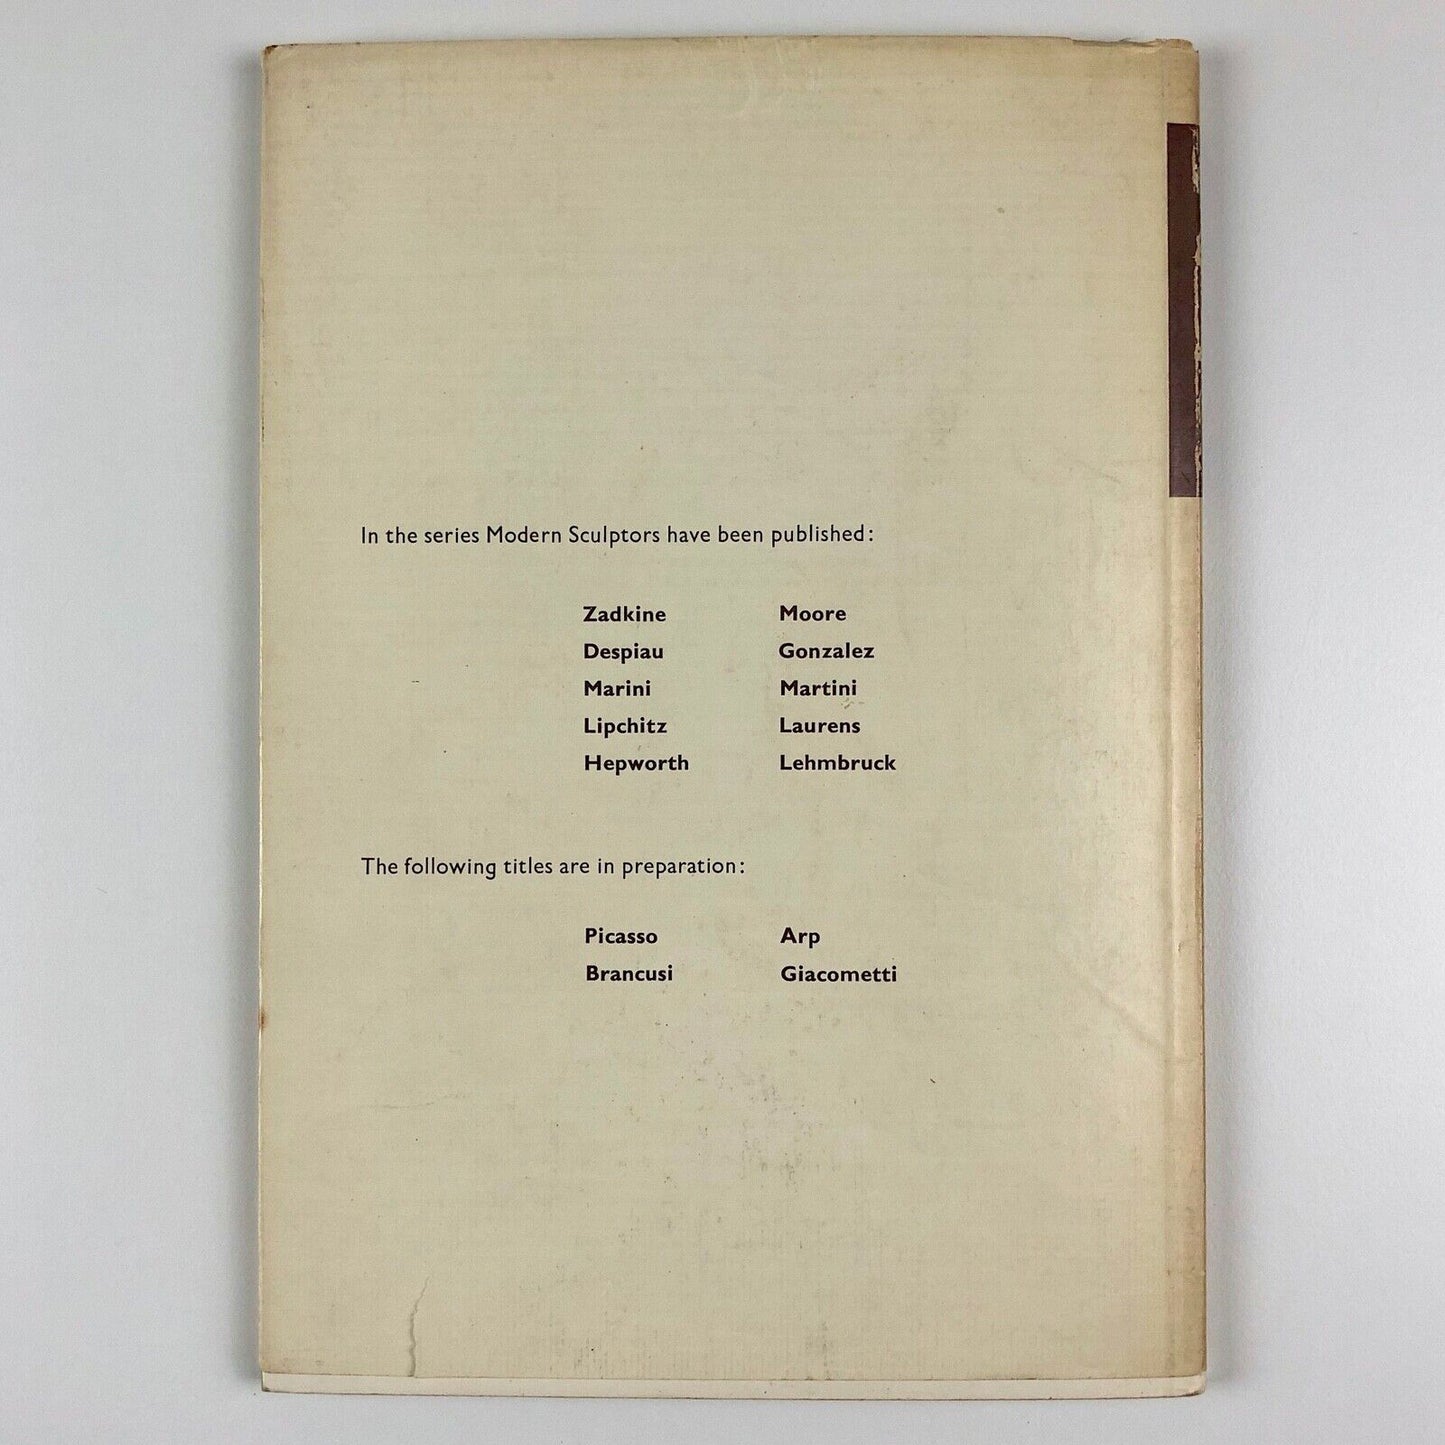 In the series Modern Sculptors have been published:
Zadkine Moore
Despiau Gonzalez
Marini Martini
Lipchitz Laurens
Hepworth Lehmbruck
The following titles are in preparation:
Picasso Arp
Brancusi Giacometti